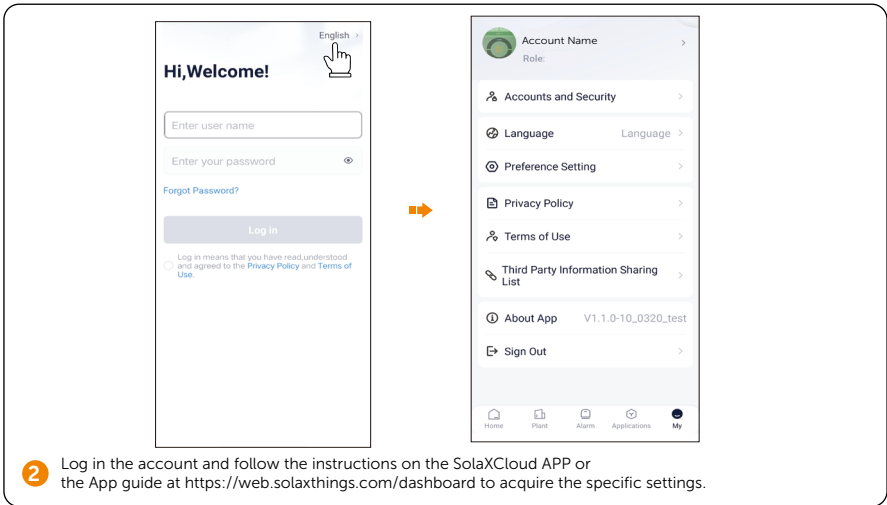 English
Hi,Welcome!
Enter user name
Enter your password
Forgot Password?
Log in
Log in means that you have read,understood
and agreed to the Privacy Policy and Terms of
Use.
Account Name
Role:
Accounts and Security
Language Language
Preference Setting
Privacy Policy
Terms of Use
Third Party Information Sharing
List
About App V1.1.0-10_0320_test
Sign Out
Home Plant Alarm Applications My
2 Log in the account and follow the instructions on the SolaXCloud APP or
the App guide at https://web.solaxthings.com/dashboard to acquire the specific settings.